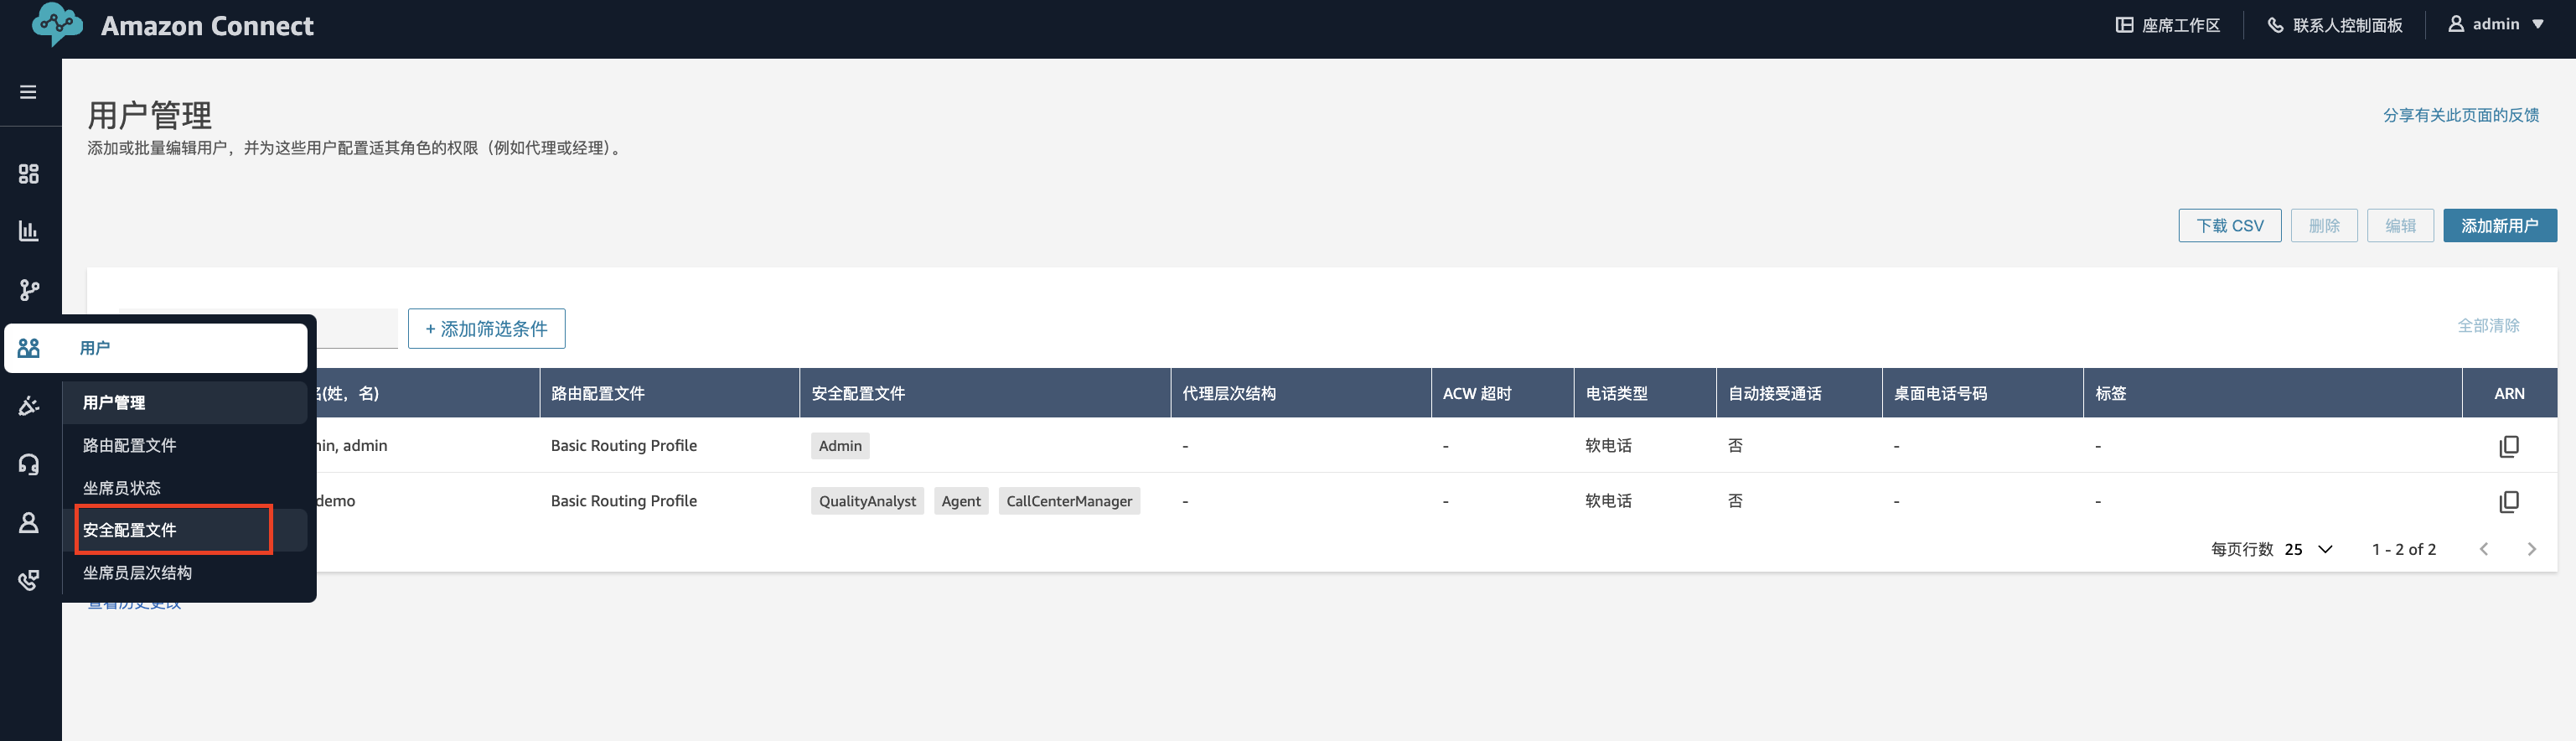 Amazon Connect
座席工作区
联系人控制面板
admin
用户管理
分享有关此页面的反馈
添加或批量编辑用户，并为这些用户配置适其角色的权限（例如代理或经理）。
下载 CSV
删除
编辑
添加新用户
+ 添加筛选条件
全部清除
用户
用户管理
路由配置文件
坐席员状态
安全配置文件
坐席员层次结构
(姓，名)
路由配置文件
安全配置文件
代理层次结构
ACW 超时
电话类型
自动接受通话
桌面电话号码
标签
ARN
admin
Basic Routing Profile
Admin
-
-
软电话
否
-
-
demo
Basic Routing Profile
QualityAnalyst
Agent
CallCenterManager
-
-
软电话
否
-
-
每页行数 25
1 - 2 of 2
查看历史更改